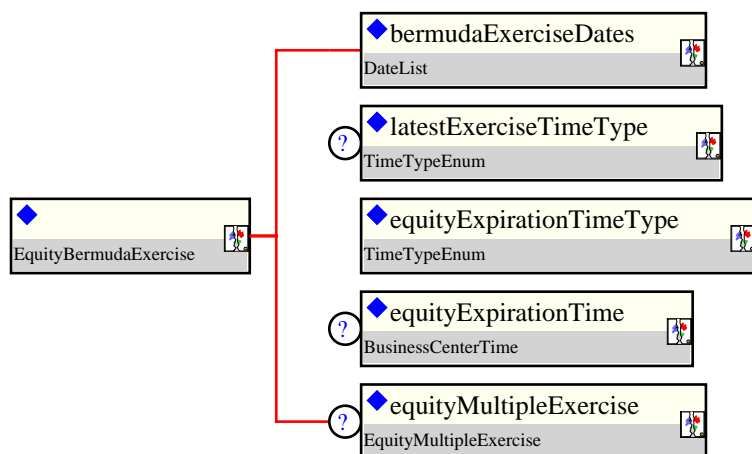 bermudaExerciseDates
DateList
?
latestExerciseTimeType
TimeTypeEnum
EquityBermudaExercise
equityExpirationTimeType
TimeTypeEnum
?
equityExpirationTime
BusinessCenterTime
?
equityMultipleExercise
EquityMultipleExercise